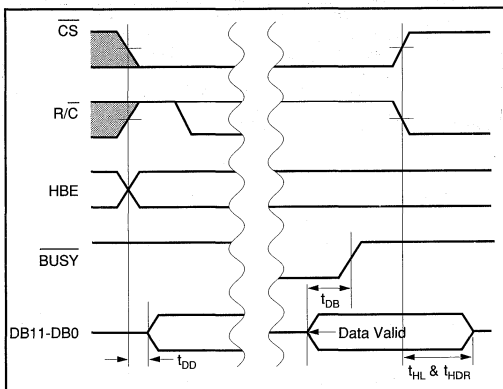 CS
R/C
HBE
BUSY
DB11-DB0
tDD
tDB
Data Valid
tHL & tHDR